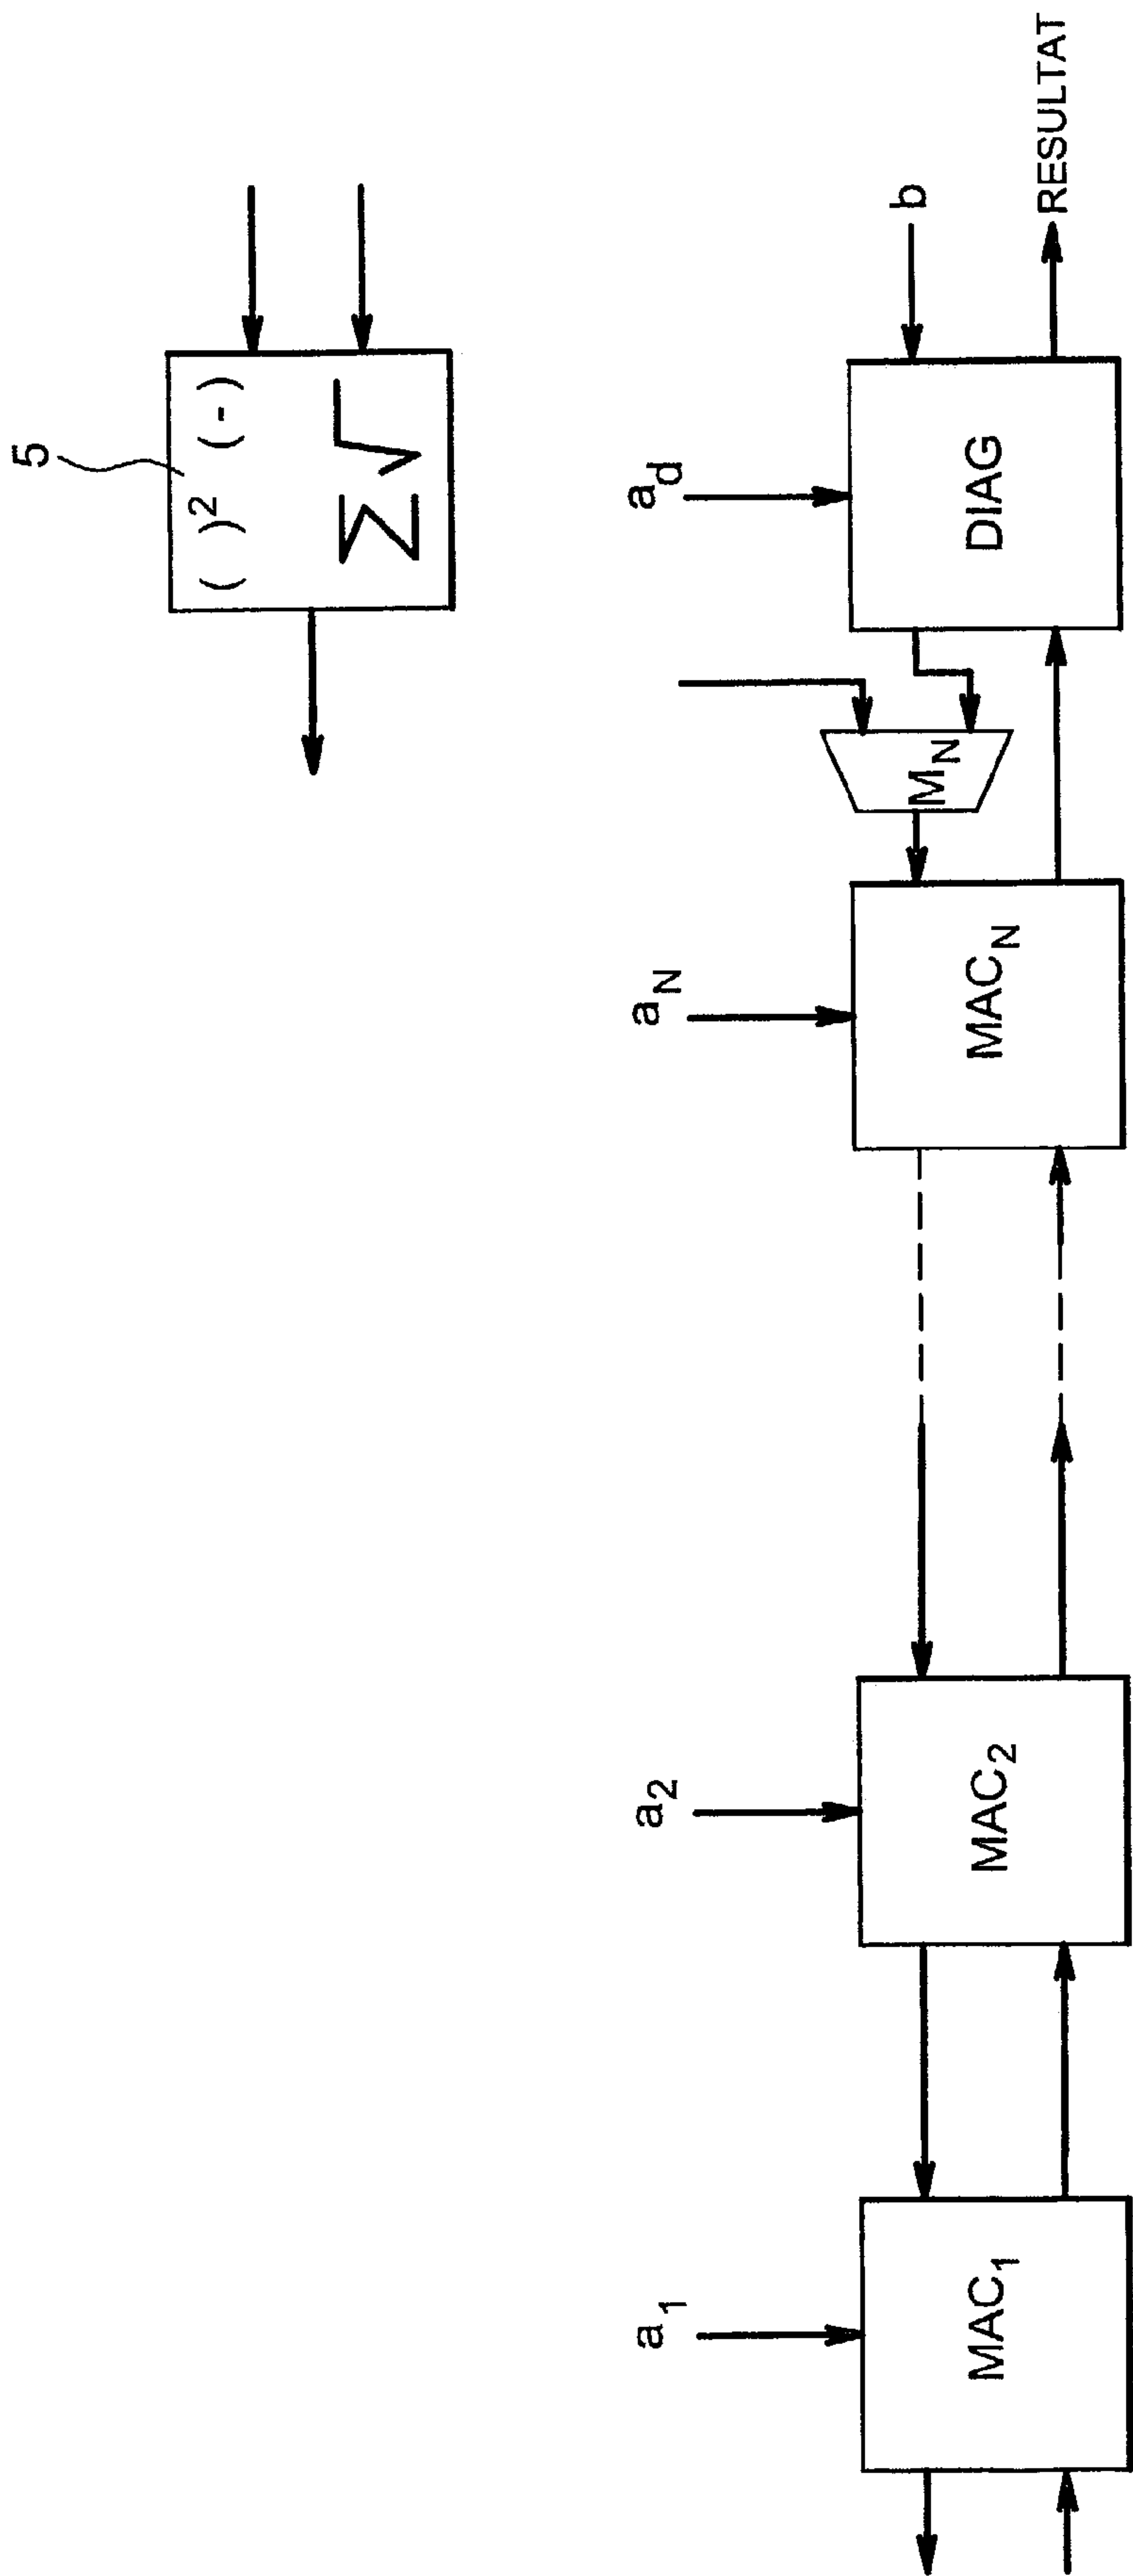 5
( )² (-)
Σ √
a_d
b
a_N
a_2
a_1
M_N
DIAG
MAC_N
MAC_2
MAC_1
RESULTAT